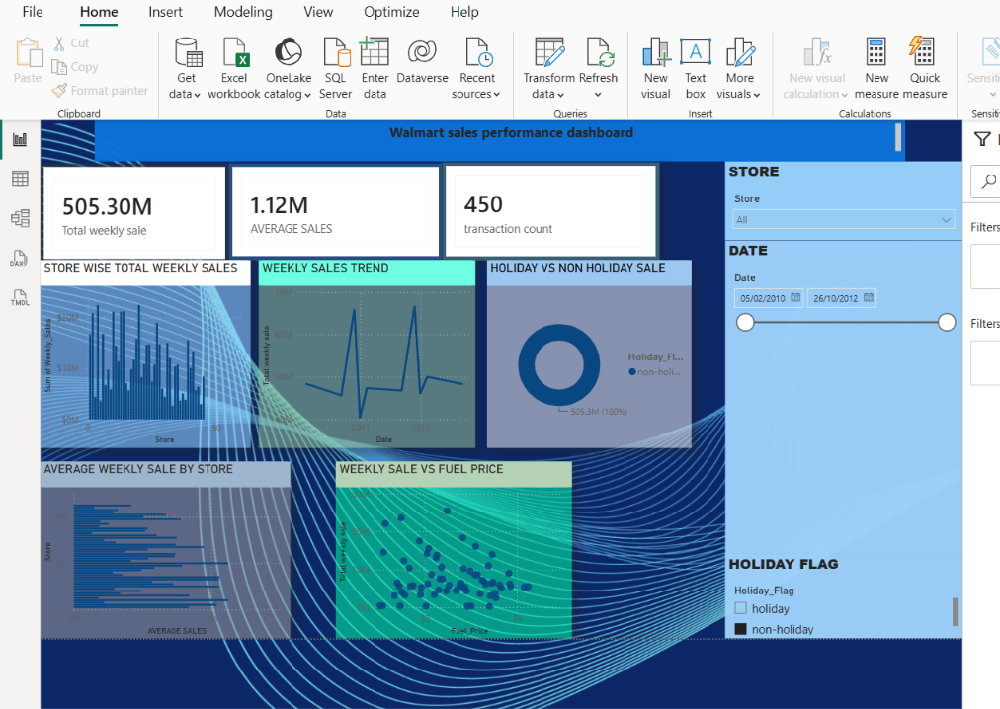 File Home Insert Modeling View Optimize Help
Paste
Cut
Copy
Format painter
Clipboard
Get data
Excel workbook
OneLake catalog
SQL Server
Enter data
Dataverse
Recent sources
Data
Transform data
Refresh
Queries
New visual
Text box
More visuals
Insert
New visual calculation
New measure
Quick measure
Calculations
Sensiti
Sensiti
DAX
TMDL
Walmart sales performance dashboard
505.30M
Total weekly sale
1.12M
AVERAGE SALES
450
transaction count
STORE
Store
All
DATE
Date
05/02/2010 26/10/2012
HOLIDAY FLAG
Holiday_Flag
holiday
non-holiday
Filters
Filters
STORE WISE TOTAL WEEKLY SALES
Sum of Weekly_Sales
$20M
$10M
$0M
0 50
Store
WEEKLY SALES TREND
Total weekly sale
70M
60M
50M
40M
2011 2012
Date
HOLIDAY VS NON HOLIDAY SALE
Holiday_Fl...
non-holi...
505.3M (100%)
AVERAGE WEEKLY SALE BY STORE
Store
AVERAGE SALES
WEEKLY SALE VS FUEL PRICE
Total weekly sale
Fuel_Price